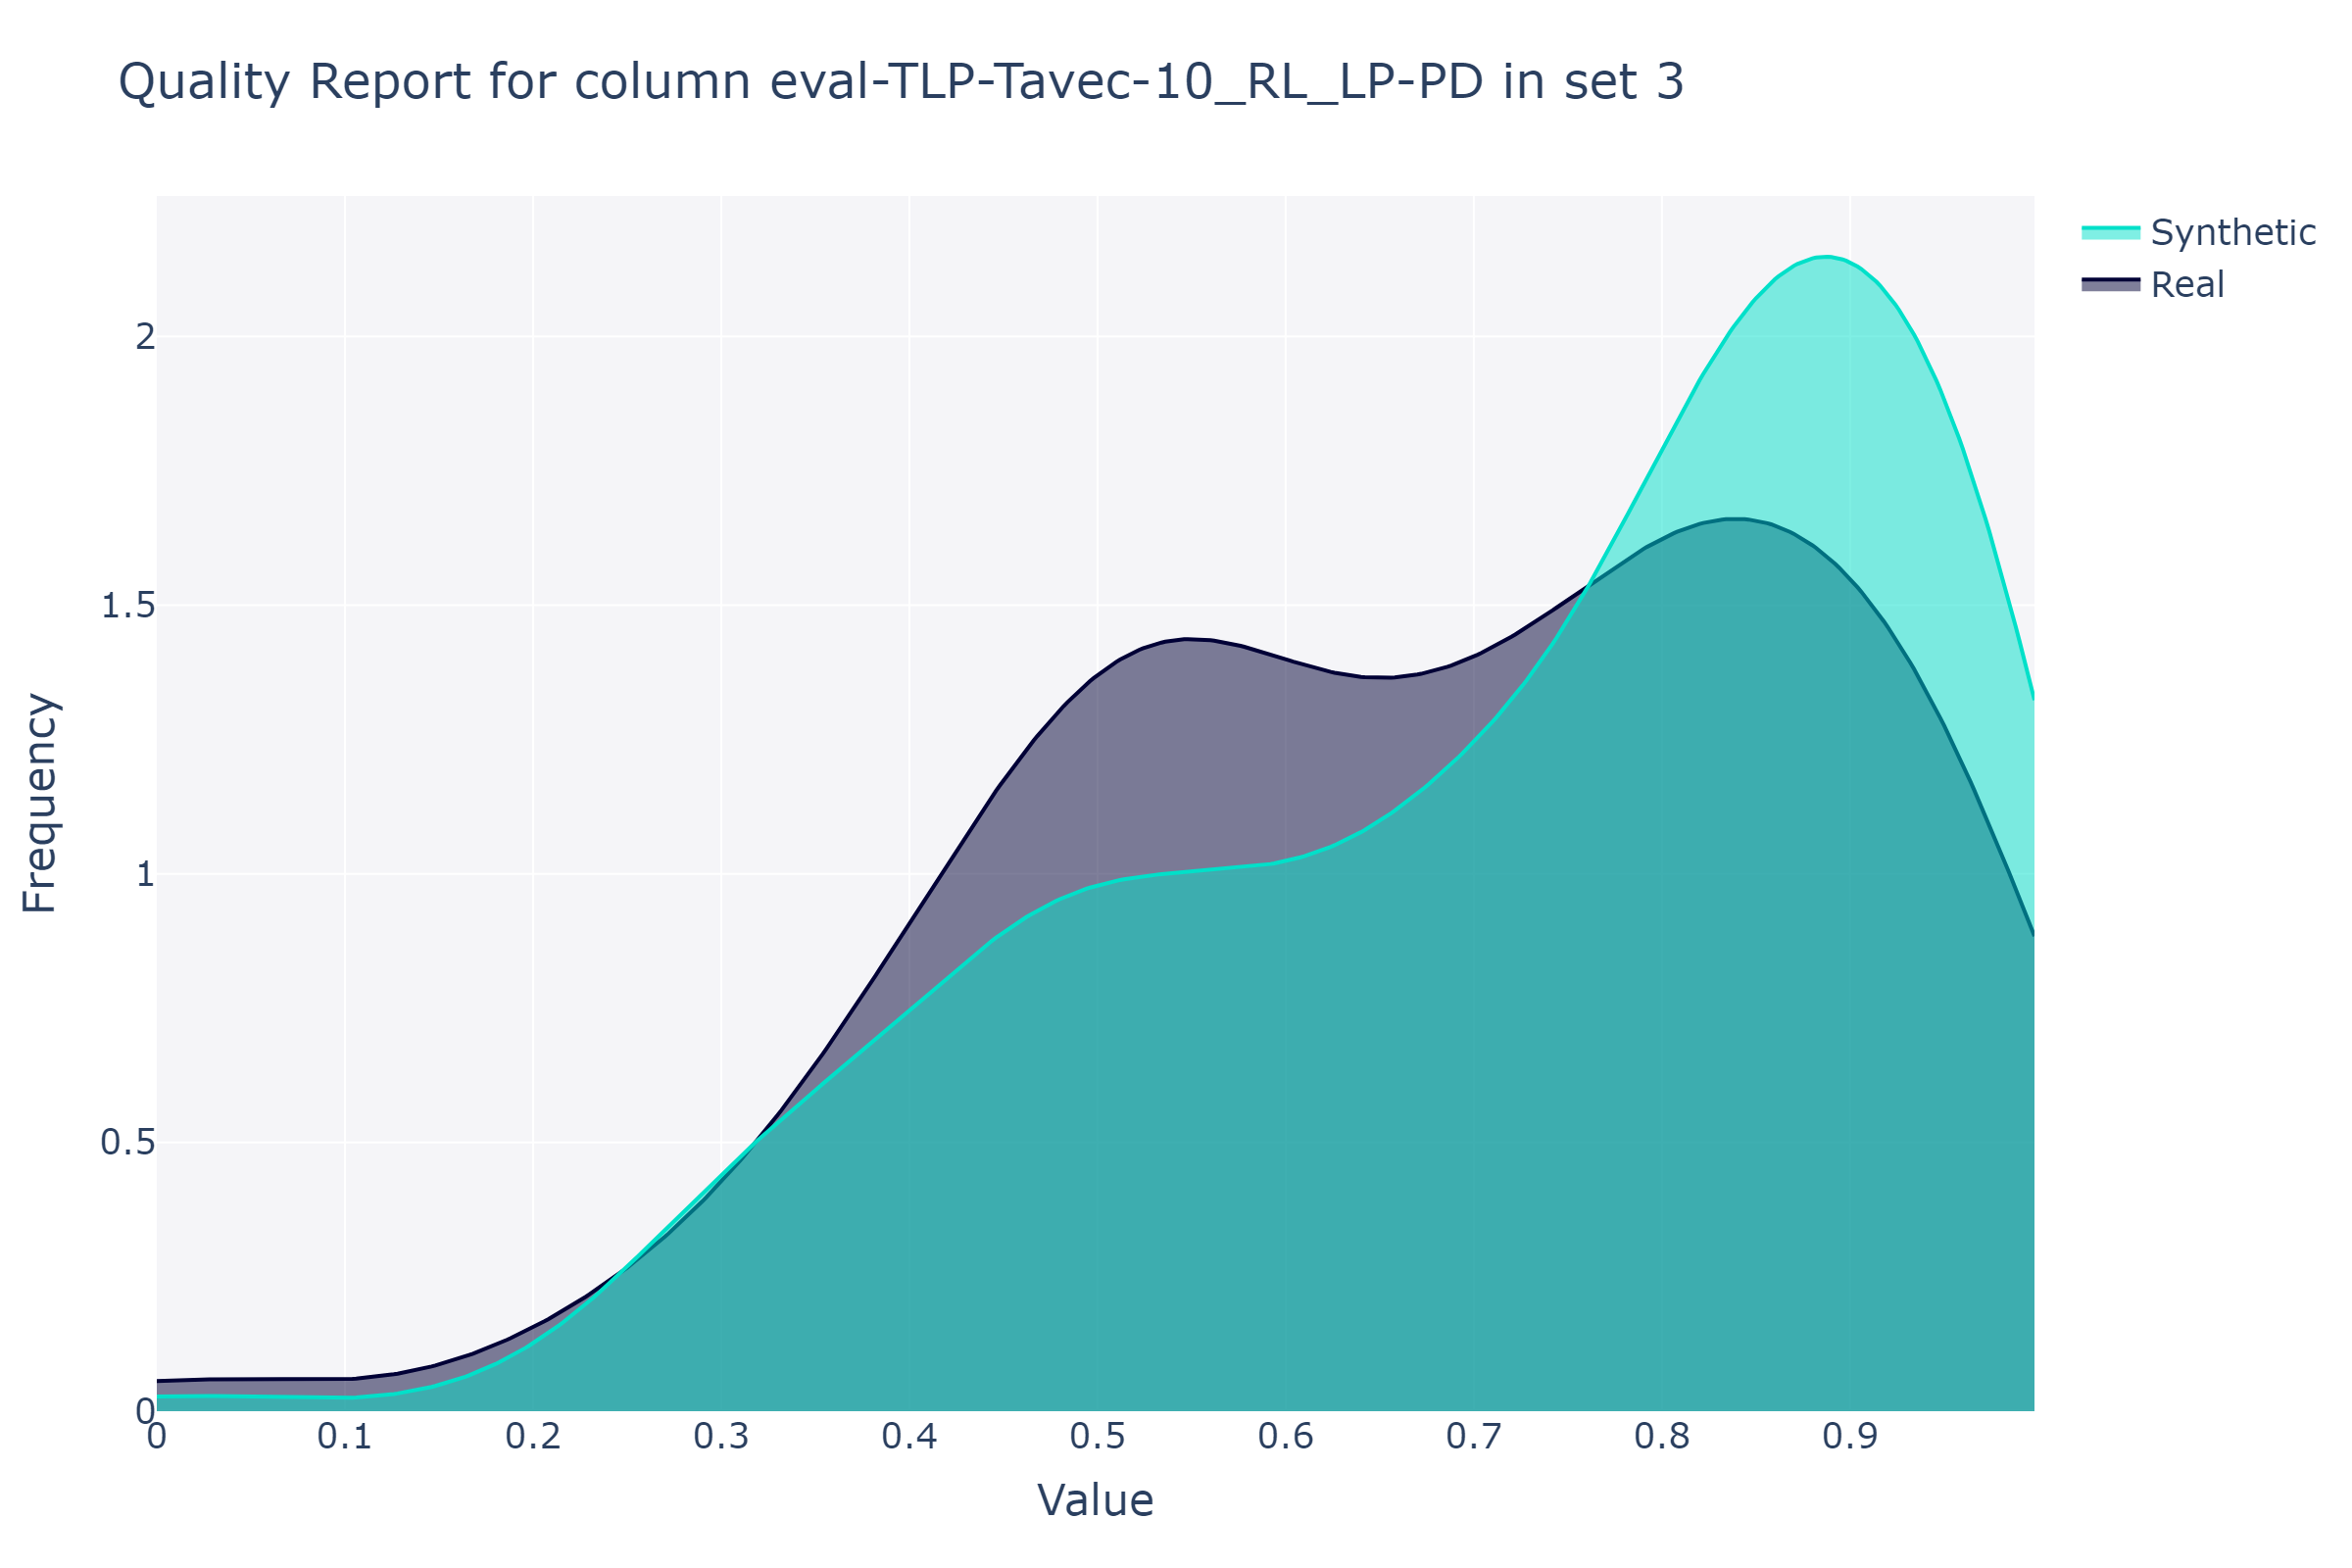 Quality Report for column eval-TLP-Tavec-10_RL_LP-PD in set 3
Synthetic
Real
Frequency
2
1.5
1
0.5
0
0 0.1 0.2 0.3 0.4 0.5 0.6 0.7 0.8 0.9
Value